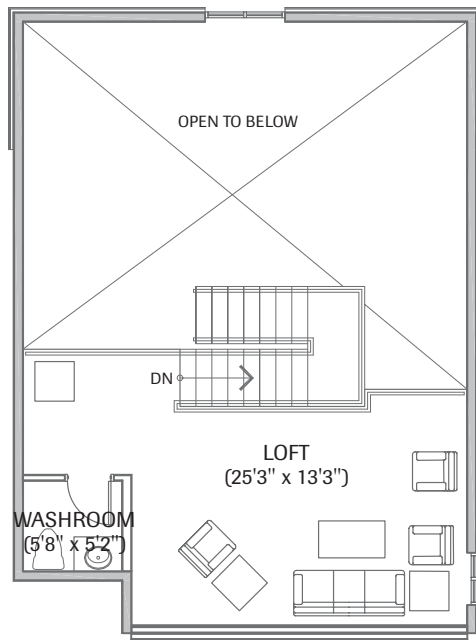 OPEN TO BELOW
DN
LOFT
(25'3" x 13'3")
WASHROOM
(5'8" x 5'2")